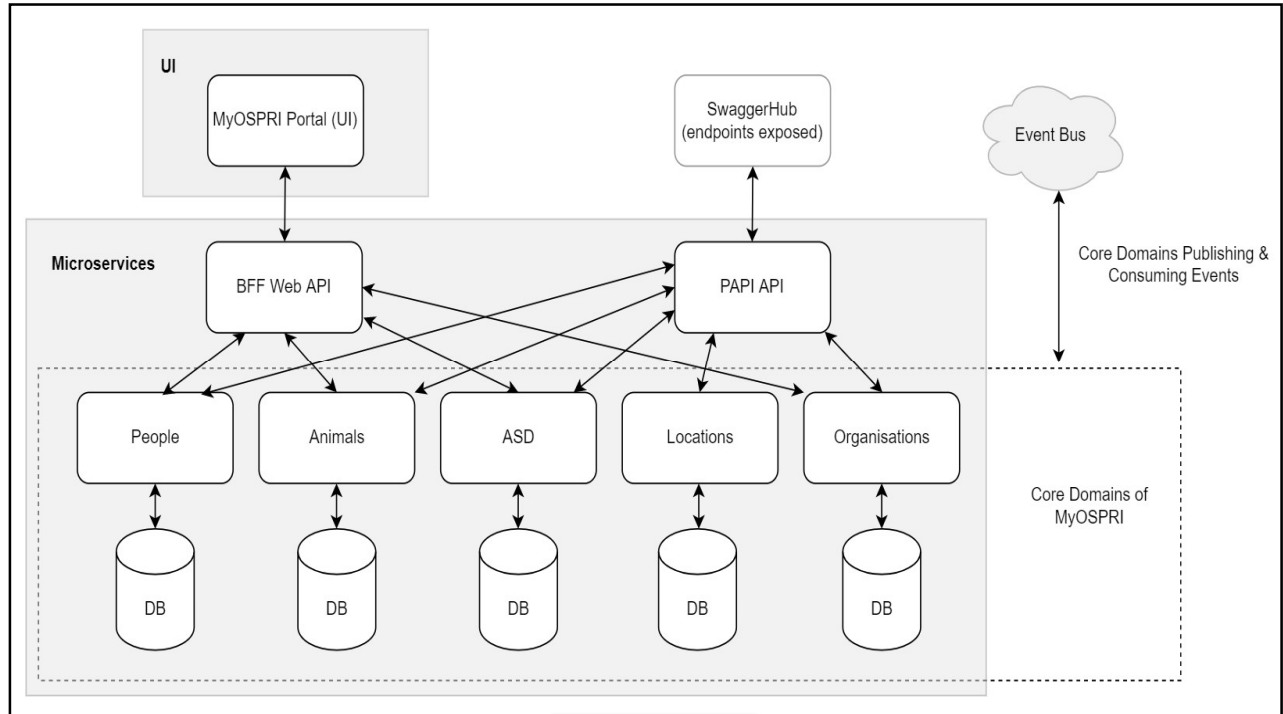 UI
MyOSPRI Portal (UI)
SwaggerHub
(endpoints exposed)
Event Bus
Microservices
BFF Web API
PAPI API
Core Domains Publishing &
Consuming Events
People
Animals
ASD
Locations
Organisations
Core Domains of
MyOSPRI
DB
DB
DB
DB
DB